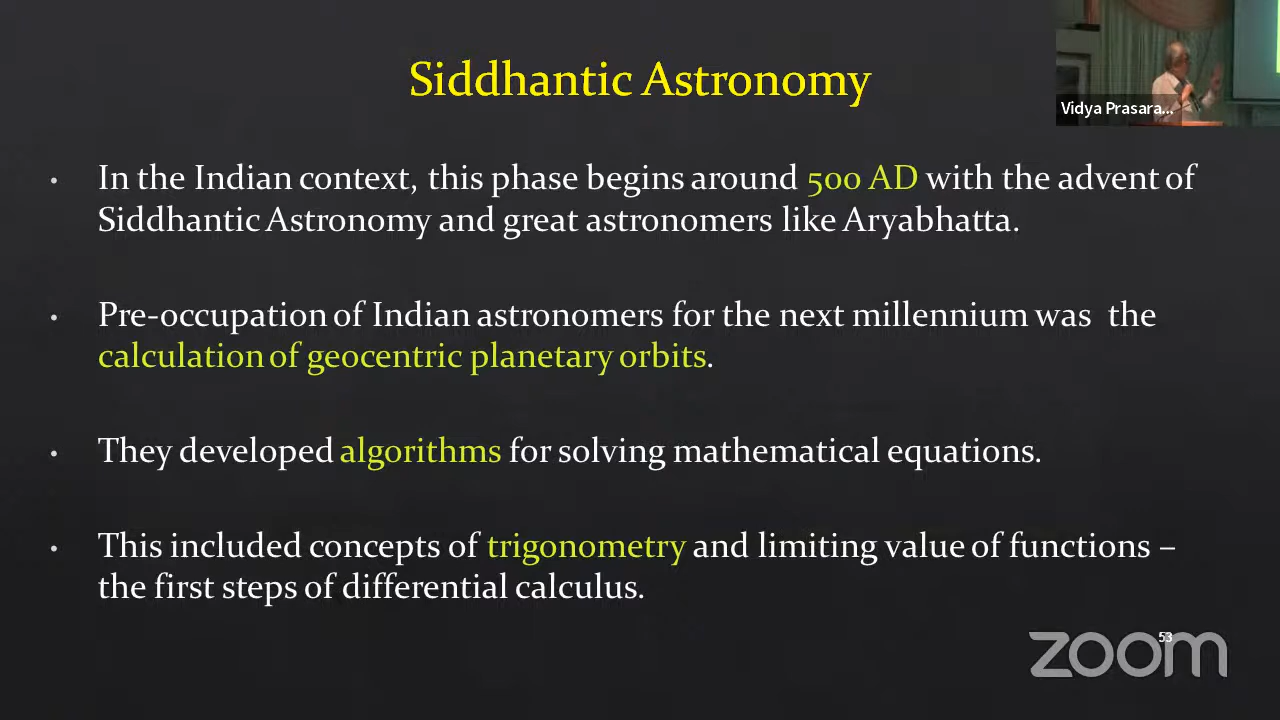 Siddhantic Astronomy
Vidya Prasara...
• In the Indian context, this phase begins around 500 AD with the advent of
Siddhantic Astronomy and great astronomers like Aryabhatta.
• Pre-occupation of Indian astronomers for the next millennium was the
calculation of geocentric planetary orbits.
• They developed algorithms for solving mathematical equations.
• This included concepts of trigonometry and limiting value of functions –
the first steps of differential calculus.
53
zoom